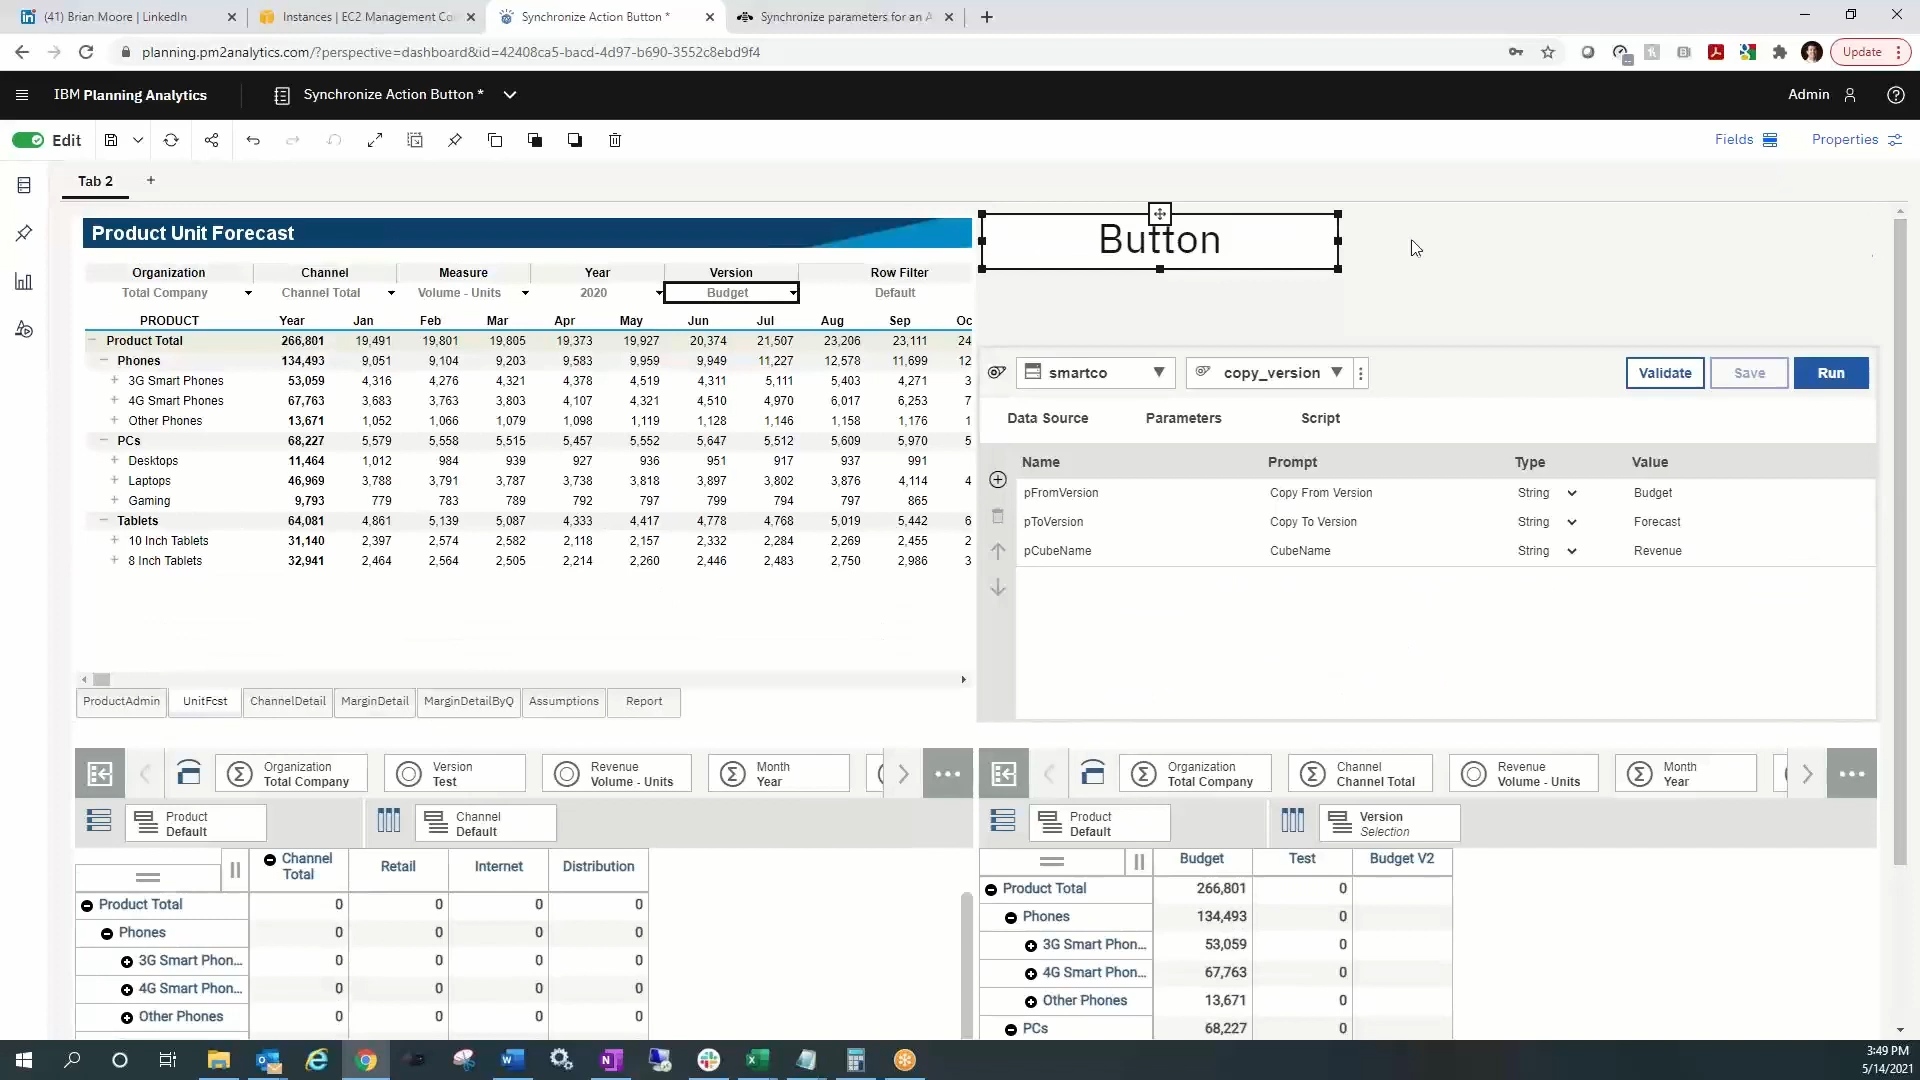 (41) Brian Moore | LinkedIn
Instances | EC2 Management Co
Synchronize Action Button *
Synchronize parameters for an A
planning.pm2analytics.com/?perspective=dashboard&id=42408ca5-bacd-4d97-b690-3552c8ebd9f4
Update
IBM Planning Analytics
Synchronize Action Button *
Admin
Edit
Fields
Properties
Tab 2
Product Unit Forecast
Organization Channel Measure Year Version Row Filter
Total Company Channel Total Volume - Units 2020 Budget Default
PRODUCT Year Jan Feb Mar Apr May Jun Jul Aug Sep Oc
Product Total 266,801 19,491 19,801 19,805 19,373 19,927 20,374 21,507 23,206 23,111 24
Phones 134,493 9,051 9,104 9,203 9,583 9,959 9,949 11,227 12,578 11,699 12
3G Smart Phones 53,059 4,316 4,276 4,321 4,378 4,519 4,311 5,111 5,403 4,271 3
4G Smart Phones 67,763 3,683 3,763 3,803 4,107 4,321 4,510 4,970 6,017 6,253 7
Other Phones 13,671 1,052 1,066 1,079 1,098 1,119 1,128 1,146 1,158 1,176 1
PCs 68,227 5,579 5,558 5,515 5,457 5,552 5,647 5,512 5,609 5,970 5
Desktops 11,464 1,012 984 939 927 936 951 917 937 991
Laptops 46,969 3,788 3,791 3,787 3,738 3,818 3,897 3,802 3,876 4,114 4
Gaming 9,793 779 783 789 792 797 799 794 797 865
Tablets 64,081 4,861 5,139 5,087 4,333 4,417 4,778 4,768 5,019 5,442 6
10 Inch Tablets 31,140 2,397 2,574 2,582 2,118 2,157 2,332 2,284 2,269 2,455 2
8 Inch Tablets 32,941 2,464 2,564 2,505 2,214 2,260 2,446 2,483 2,750 2,986 3
ProductAdmin UnitFcst ChannelDetail MarginDetail MarginDetailByQ Assumptions Report
Button
smartco
copy_version
Validate
Save
Run
Data Source Parameters Script
Name Prompt Type Value
pFromVersion Copy From Version String Budget
pToVersion Copy To Version String Forecast
pCubeName CubeName String Revenue
Organization Version Revenue Month
Total Company Test Volume - Units Year
Product Channel
Default Default
Channel Total Retail Internet Distribution
Product Total 0 0 0 0
Phones 0 0 0 0
3G Smart Phon... 0 0 0 0
4G Smart Phon... 0 0 0 0
Other Phones 0 0 0 0
Organization Channel Revenue Month
Total Company Channel Total Volume - Units Year
Product Version
Default Selection
Budget Test Budget V2
Product Total 266,801 0
Phones 134,493 0
3G Smart Phon... 53,059 0
4G Smart Phon... 67,763 0
Other Phones 13,671 0
PCs 68,227 0
3:49 PM
5/14/2021